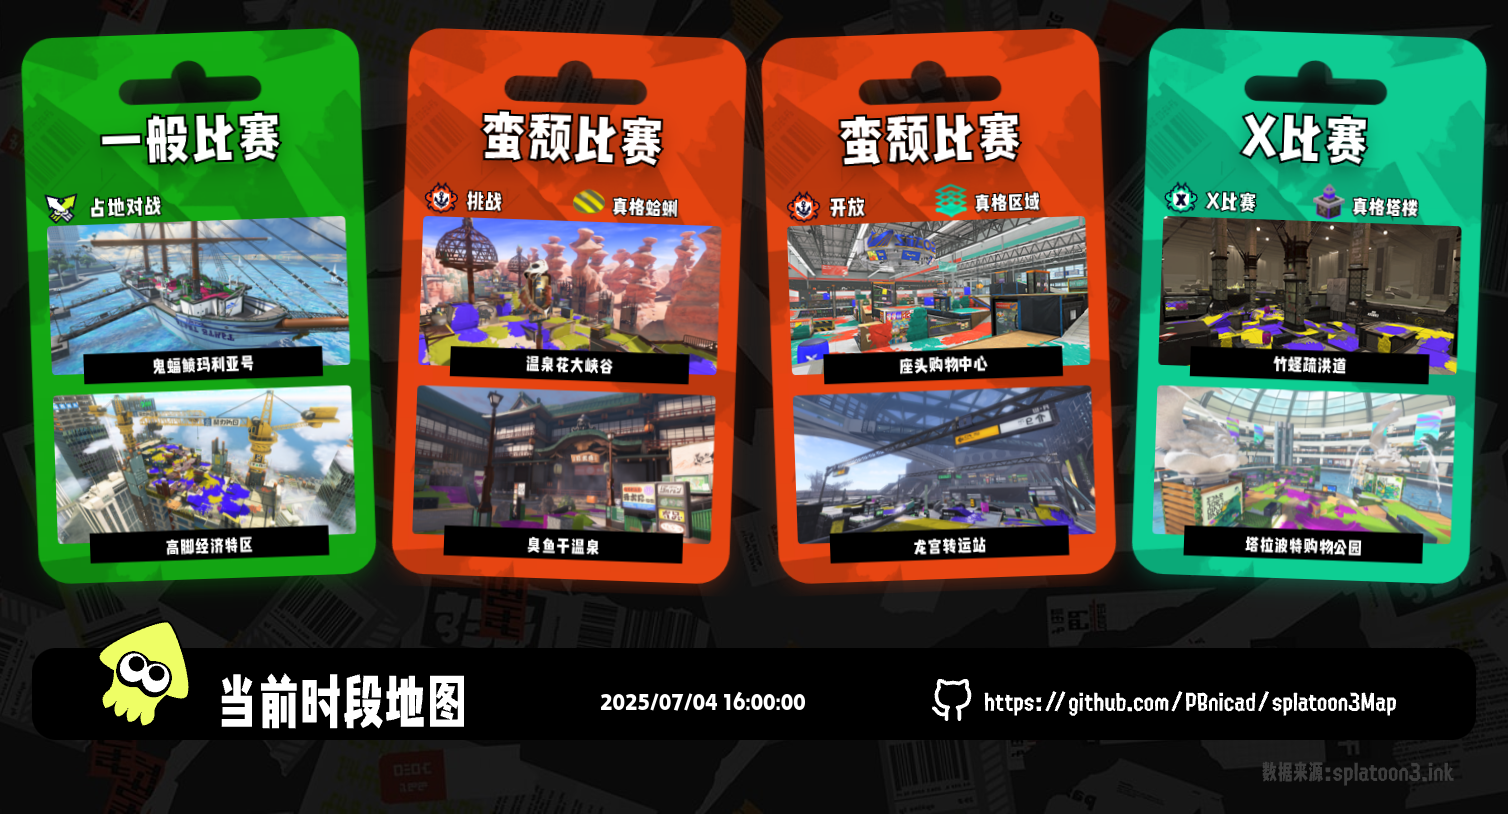 一般比赛
占地对战
鬼蝠鲼玛利亚号
高脚经济特区
蛮颓比赛
挑战
真格蛤蜊
温泉花大峡谷
臭鱼干温泉
蛮颓比赛
开放
真格区域
座头购物中心
龙宫转运站
X比赛
X比赛
真格塔楼
竹蛏疏洪道
塔拉波特购物公园
当前时段地图
2025/07/04 16:00:00
https://github.com/PBnicad/splatoon3Map
数据来源:splatoon3.ink